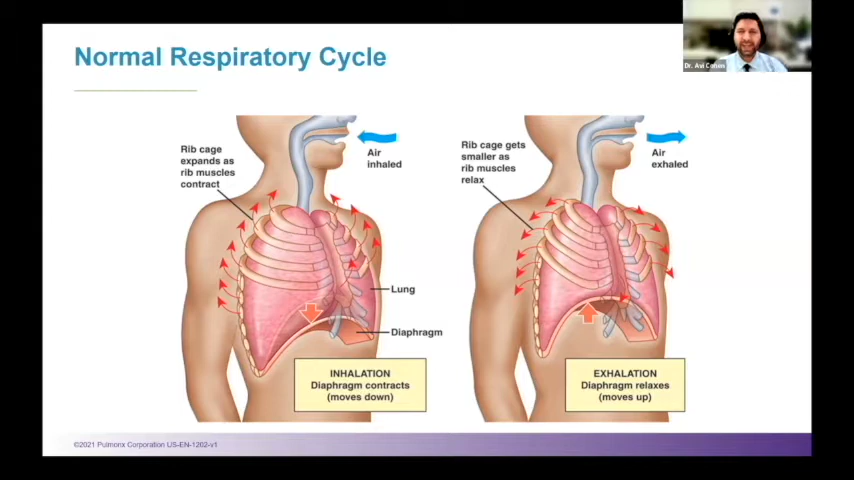 Normal Respiratory Cycle
Dr. Avi Cohen
Rib cage
expands as
rib muscles
contract
Air
inhaled
Rib cage gets
smaller as
rib muscles
relax
Air
exhaled
Lung
Diaphragm
INHALATION
Diaphragm contracts
(moves down)
EXHALATION
Diaphragm relaxes
(moves up)
©2021 Pulmonx Corporation US-EN-1202-v1